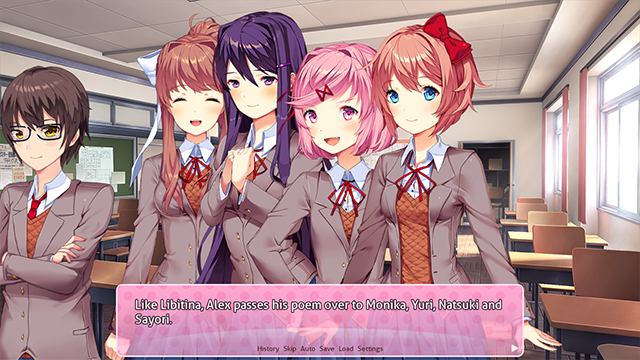 Like Libitina, Alex passes his poem over to Monika, Yuri, Natsuki and
Sayori.
History Skip Auto Save Load Settings